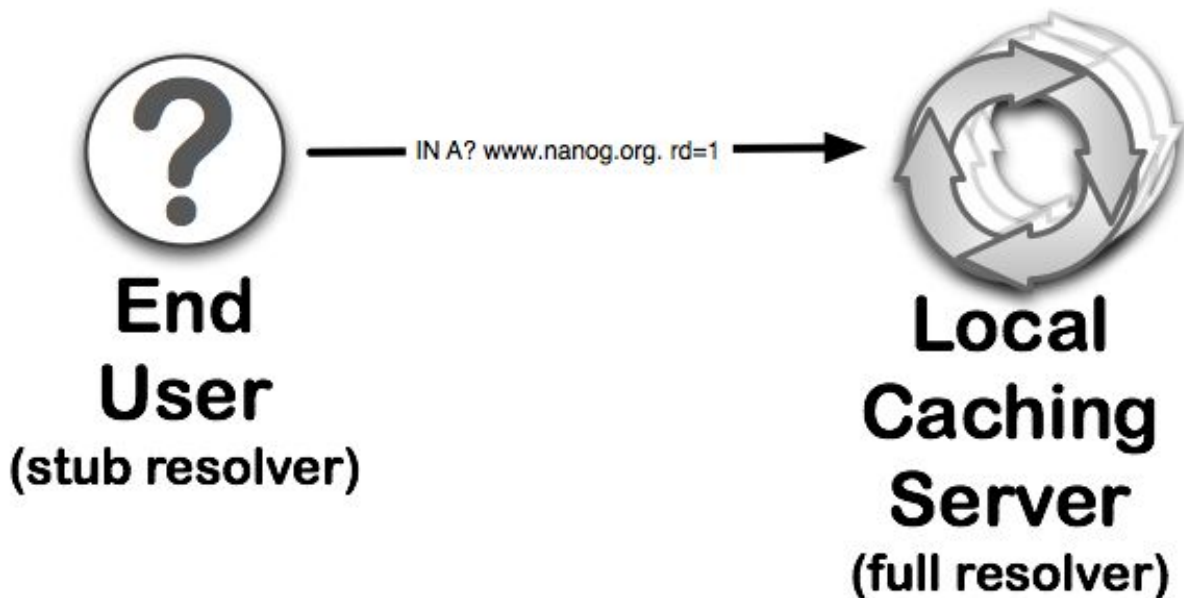 ?
IN A? www.nanog.org. rd=1
End
User
(stub resolver)
Local
Caching
Server
(full resolver)